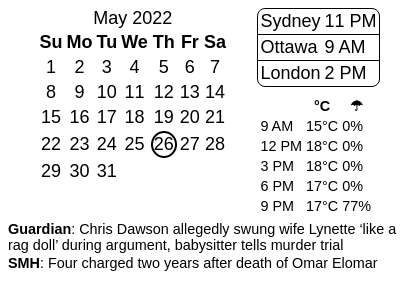 May 2022
Su Mo Tu We Th Fr Sa
1 2 3 4 5 6 7
8 9 10 11 12 13 14
15 16 17 18 19 20 21
22 23 24 25 26 27 28
29 30 31
Sydney 11 PM
Ottawa 9 AM
London 2 PM
°C ☂
9 AM 15°C 0%
12 PM 18°C 0%
3 PM 18°C 0%
6 PM 17°C 0%
9 PM 17°C 77%
Guardian: Chris Dawson allegedly swung wife Lynette ‘like a
rag doll’ during argument, babysitter tells murder trial
SMH: Four charged two years after death of Omar Elomar